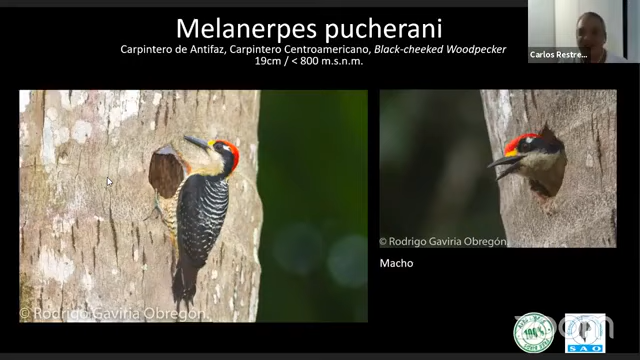 Melanerpes pucherani
Carpintero de Antifaz, Carpintero Centroamericano, Black-cheeked Woodpecker
19cm / < 800 m.s.n.m.
Carlos Restre...
© Rodrigo Gaviria Obregón.
© Rodrigo Gaviria Obregón.
Macho
zoom
SAO